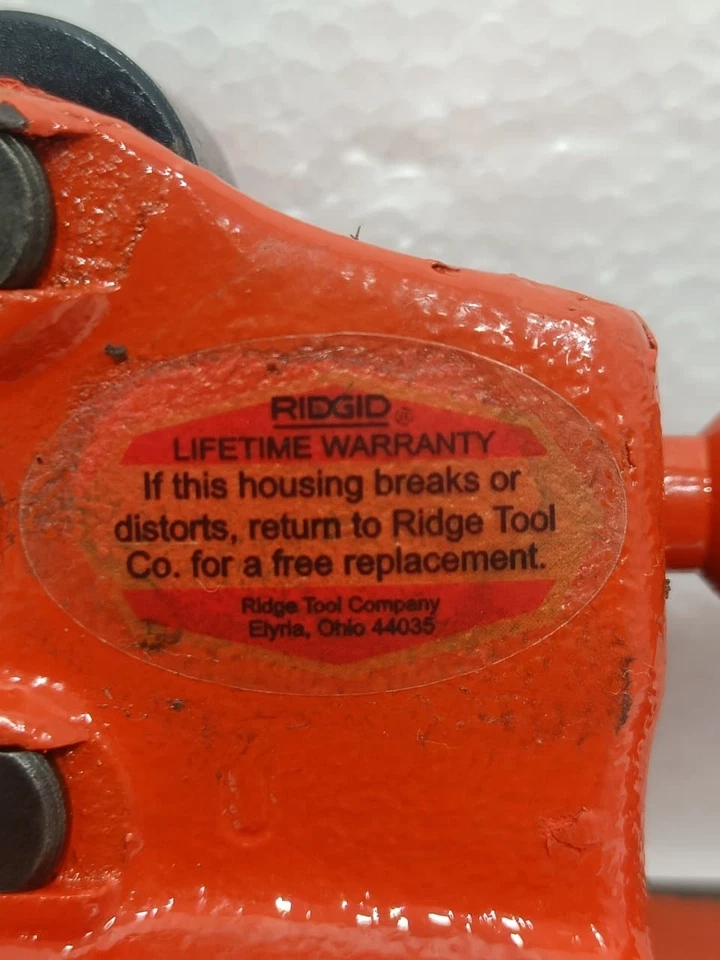 RIDGID®
LIFETIME WARRANTY
If this housing breaks or
distorts, return to Ridge Tool
Co. for a free replacement.
Ridge Tool Company
Elyria, Ohio 44035